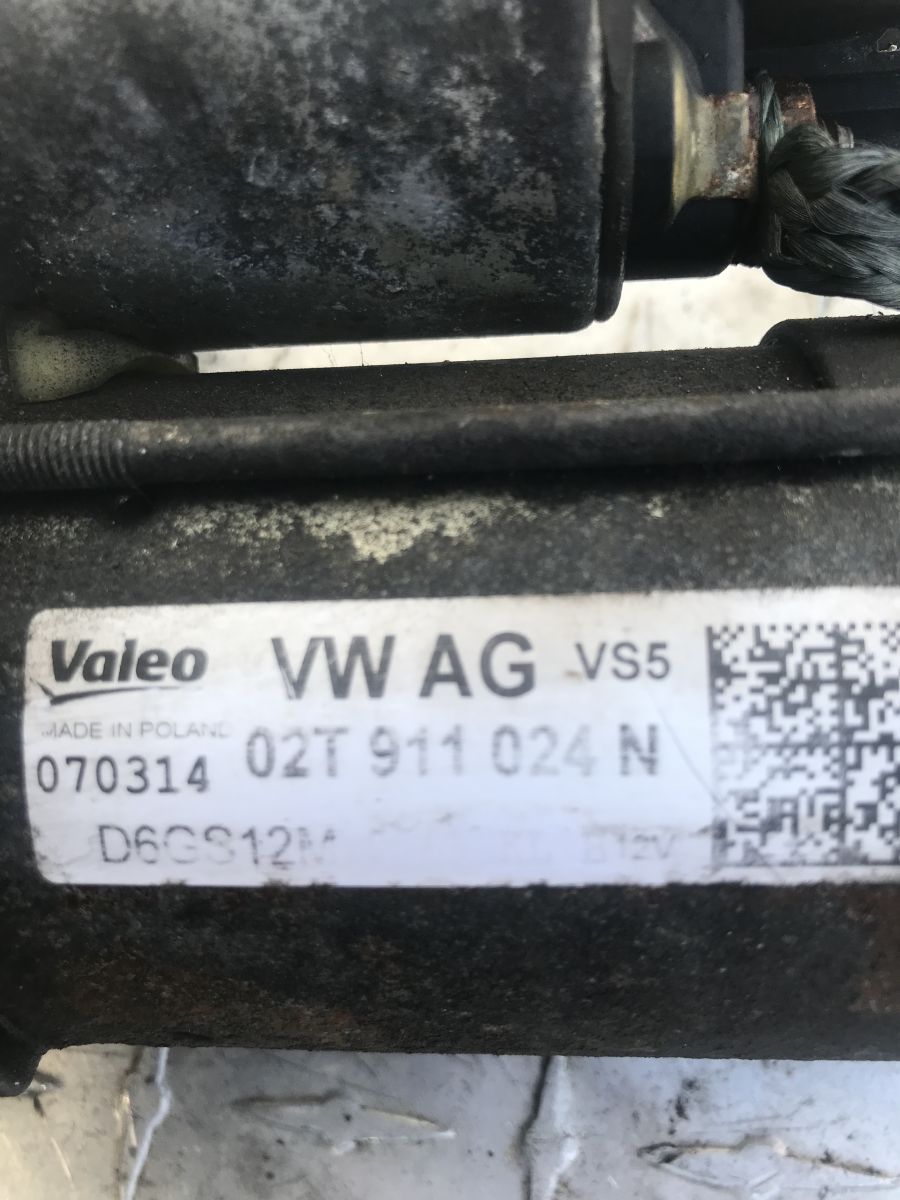 Valeo VW AG VS5
MADE IN POLAND 02T 911 024 N
070314
D6GS12M 12V